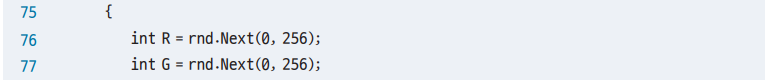 75 {
76 int R = rnd.Next(0, 256);
77 int G = rnd.Next(0, 256);